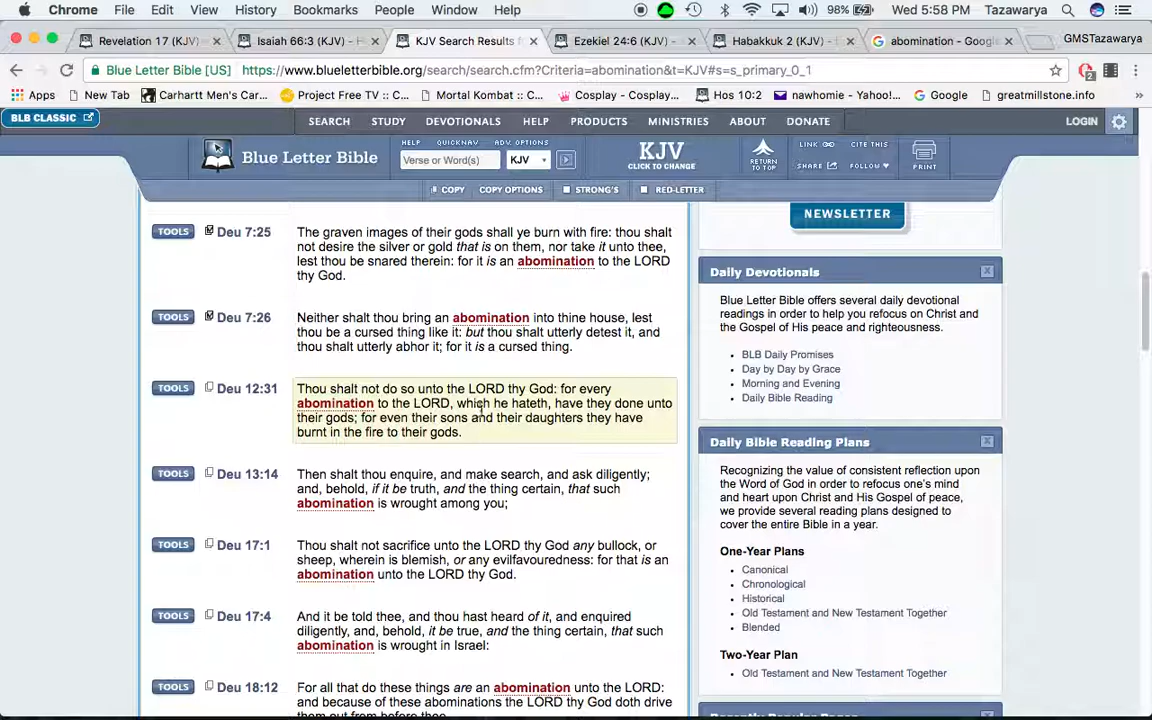 Chrome File Edit View History Bookmarks People Window Help 98% Wed 5:58 PM Tazawarya
Revelation 17 (KJV) Isaiah 66:3 (KJV) - H KJV Search Results f Ezekiel 24:6 (KJV) - Habakkuk 2 (KJV) - abomination - Google GMSTazawarya
Blue Letter Bible [US] https://www.blueletterbible.org/search/search.cfm?Criteria=abomination&t=KJV#s=s_primary_0_1 2
Apps New Tab Carhartt Men's Car... Project Free TV :: C... Mortal Kombat :: C... Cosplay - Cosplay... Hos 10:2 nawhomie - Yahoo!... Google greatmillstone.info »
BLB CLASSIC SEARCH STUDY DEVOTIONALS HELP PRODUCTS MINISTRIES ABOUT DONATE LOGIN
HELP QUICKNAV ADV. OPTIONS
Blue Letter Bible Verse or Word(s) KJV
KJV
CLICTO CHANGE
RETURN TO TOP
LINK CITE THIS
SHARE FOLLOW
PRINT
COPY COPY OPTIONS STRONG'S RED-LETTER
TOOLS Deu 7:25 The graven images of their gods shall ye burn with fire: thou shalt
not desire the silver or gold that is on them, nor take it unto thee,
lest thou be snared therein: for it is an abomination to the LORD
thy God.
TOOLS Deu 7:26 Neither shalt thou bring an abomination into thine house, lest
thou be a cursed thing like it: but thou shalt utterly detest it, and
thou shalt utterly abhor it; for it is a cursed thing.
TOOLS Deu 12:31 Thou shalt not do so unto the LORD thy God: for every
abomination to the LORD, which he hateth, have they done unto
their gods; for even their sons and their daughters they have
burnt in the fire to their gods.
TOOLS Deu 13:14 Then shalt thou enquire, and make search, and ask diligently;
and, behold, if it be truth, and the thing certain, that such
abomination is wrought among you;
TOOLS Deu 17:1 Thou shalt not sacrifice unto the LORD thy God any bullock, or
sheep, wherein is blemish, or any evilfavouredness: for that is an
abomination unto the LORD thy God.
TOOLS Deu 17:4 And it be told thee, and thou hast heard of it, and enquired
diligently, and, behold, it be true, and the thing certain, that such
abomination is wrought in Israel:
TOOLS Deu 18:12 For all that do these things are an abomination unto the LORD:
and because of these abominations the LORD thy God doth drive
them out from before thee.
NEWSLETTER
Daily Devotionals
Blue Letter Bible offers several daily devotional
readings in order to help you refocus on Christ and
the Gospel of His peace and righteousness.
BLB Daily Promises
Day by Day by Grace
Morning and Evening
Daily Bible Reading
Daily Bible Reading Plans
Recognizing the value of consistent reflection upon
the Word of God in order to refocus one's mind
and heart upon Christ and His Gospel of peace,
we provide several reading plans designed to
cover the entire Bible in a year.
One-Year Plans
Canonical
Chronological
Historical
Old Testament and New Testament Together
Blended
Two-Year Plan
Old Testament and New Testament Together